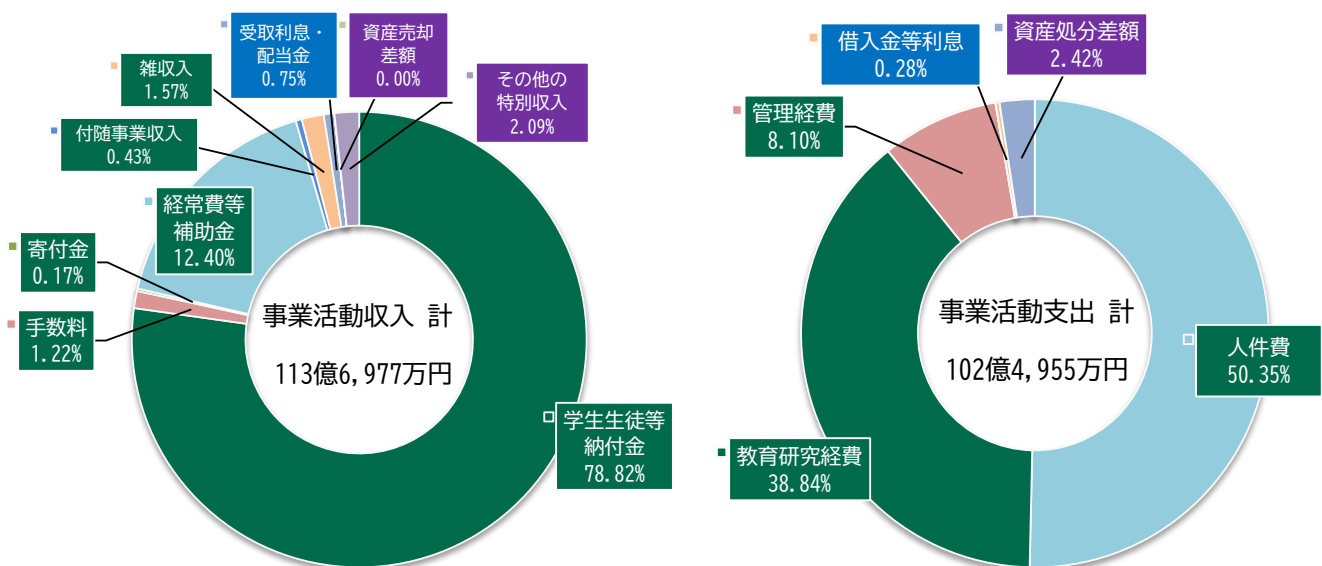 受取利息・
配当金
0.75%
資産売却
差額
0.00%
その他の
特別収入
2.09%
雑収入
1.57%
付随事業収入
0.43%
経常費等
補助金
12.40%
寄付金
0.17%
手数料
1.22%
事業活動収入 計
113億6,977万円
学生生徒等
納付金
78.82%
借入金等利息
0.28%
資産処分差額
2.42%
管理経費
8.10%
事業活動支出 計
102億4,955万円
人件費
50.35%
教育研究経費
38.84%